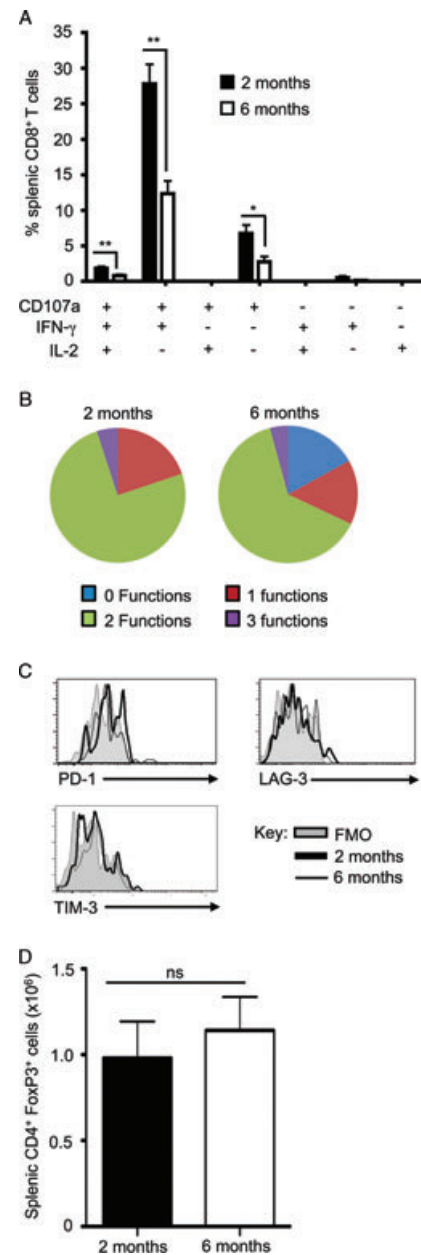 A
**
**
*
2 months
6 months
% splenic CD8⁺ T cells
35
30
25
20
15
10
5
0
CD107a + + + + - - -
IFN-γ + + - - + + -
IL-2 + - + - + - +
B
2 months
6 months
0 Functions
1 functions
2 Functions
3 functions
C
PD-1
LAG-3
TIM-3
Key:
FMO
2 months
6 months
D
ns
Splenic CD4⁺ FoxP3⁺ cells (x10⁶)
1.5
1.0
0.5
0
2 months
6 months